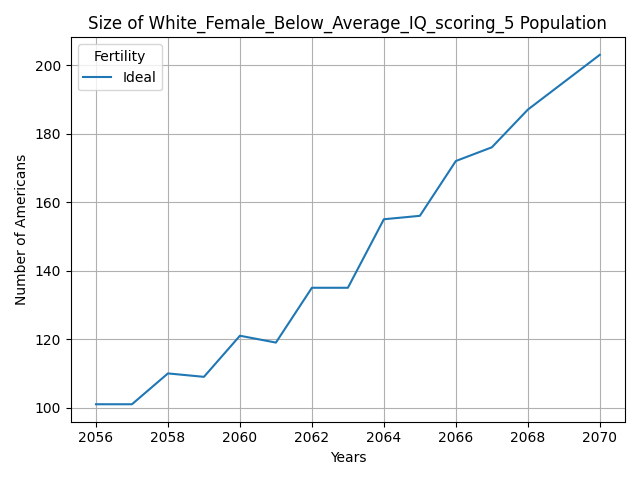 Size of White_Female_Below_Average_IQ_scoring_5 Population
Fertility
Ideal
Number of Americans
200
180
160
140
120
100
2056 2058 2060 2062 2064 2066 2068 2070
Years